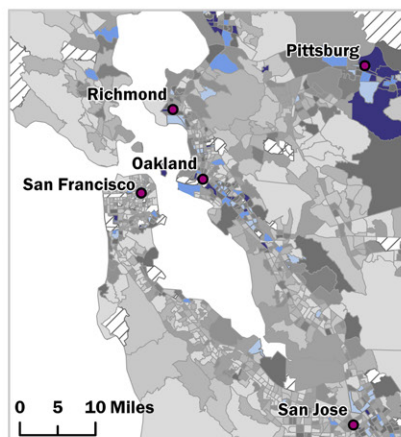 Pittsburg
Richmond
Oakland
San Francisco
0 5 10 Miles
San Jose